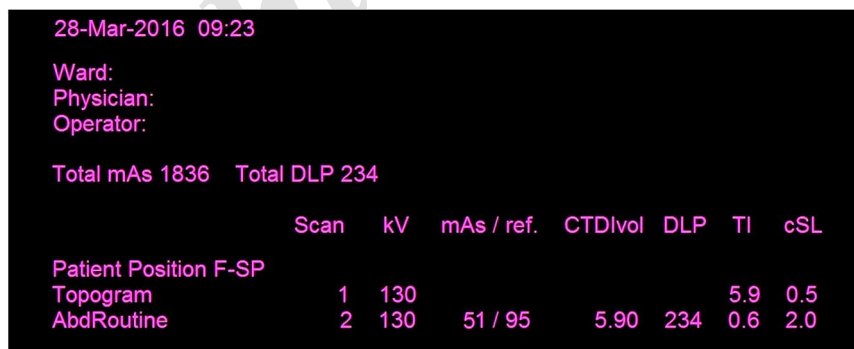 28-Mar-2016 09:23
Ward:
Physician:
Operator:
Total mAs 1836 Total DLP 234
Scan kV mAs / ref. CTDIvol DLP TI cSL
Patient Position F-SP
Topogram 1 130 5.9 0.5
AbdRoutine 2 130 51 / 95 5.90 234 0.6 2.0